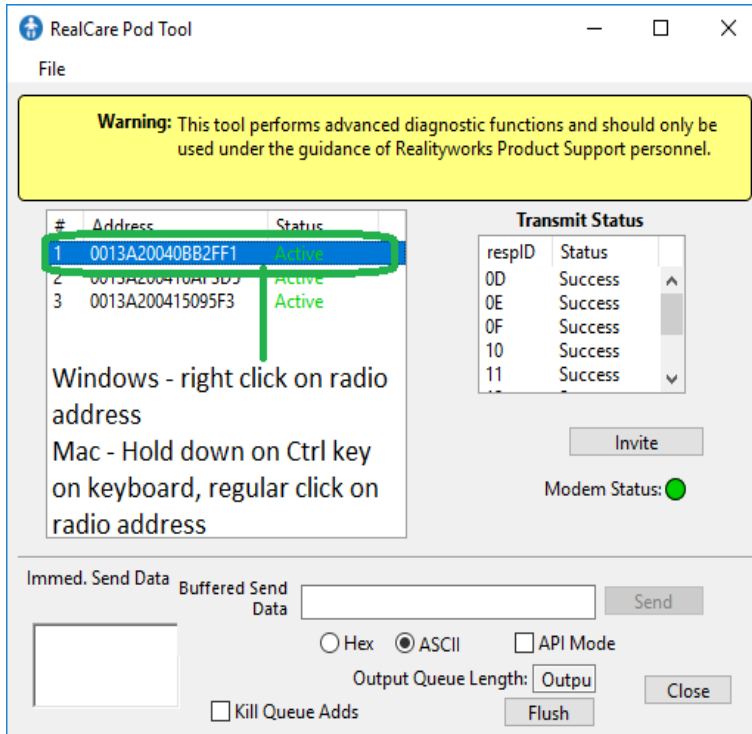 RealCare Pod Tool
File
Warning: This tool performs advanced diagnostic functions and should only be
used under the guidance of Realityworks Product Support personnel.
# Address Status
1 0013A20040BB2FF1 Active
2
3 0013A200415095F3 Active
Windows - right click on radio
address
Mac - Hold down on Ctrl key
on keyboard, regular click on
radio address
Transmit Status
respID Status
0D Success
0E Success
0F Success
10 Success
11 Success
Invite
Modem Status:
Immed. Send Data
Buffered Send
Data
Send
Hex ASCII API Mode
Output Queue Length: Outpu
Close
Kill Queue Adds
Flush